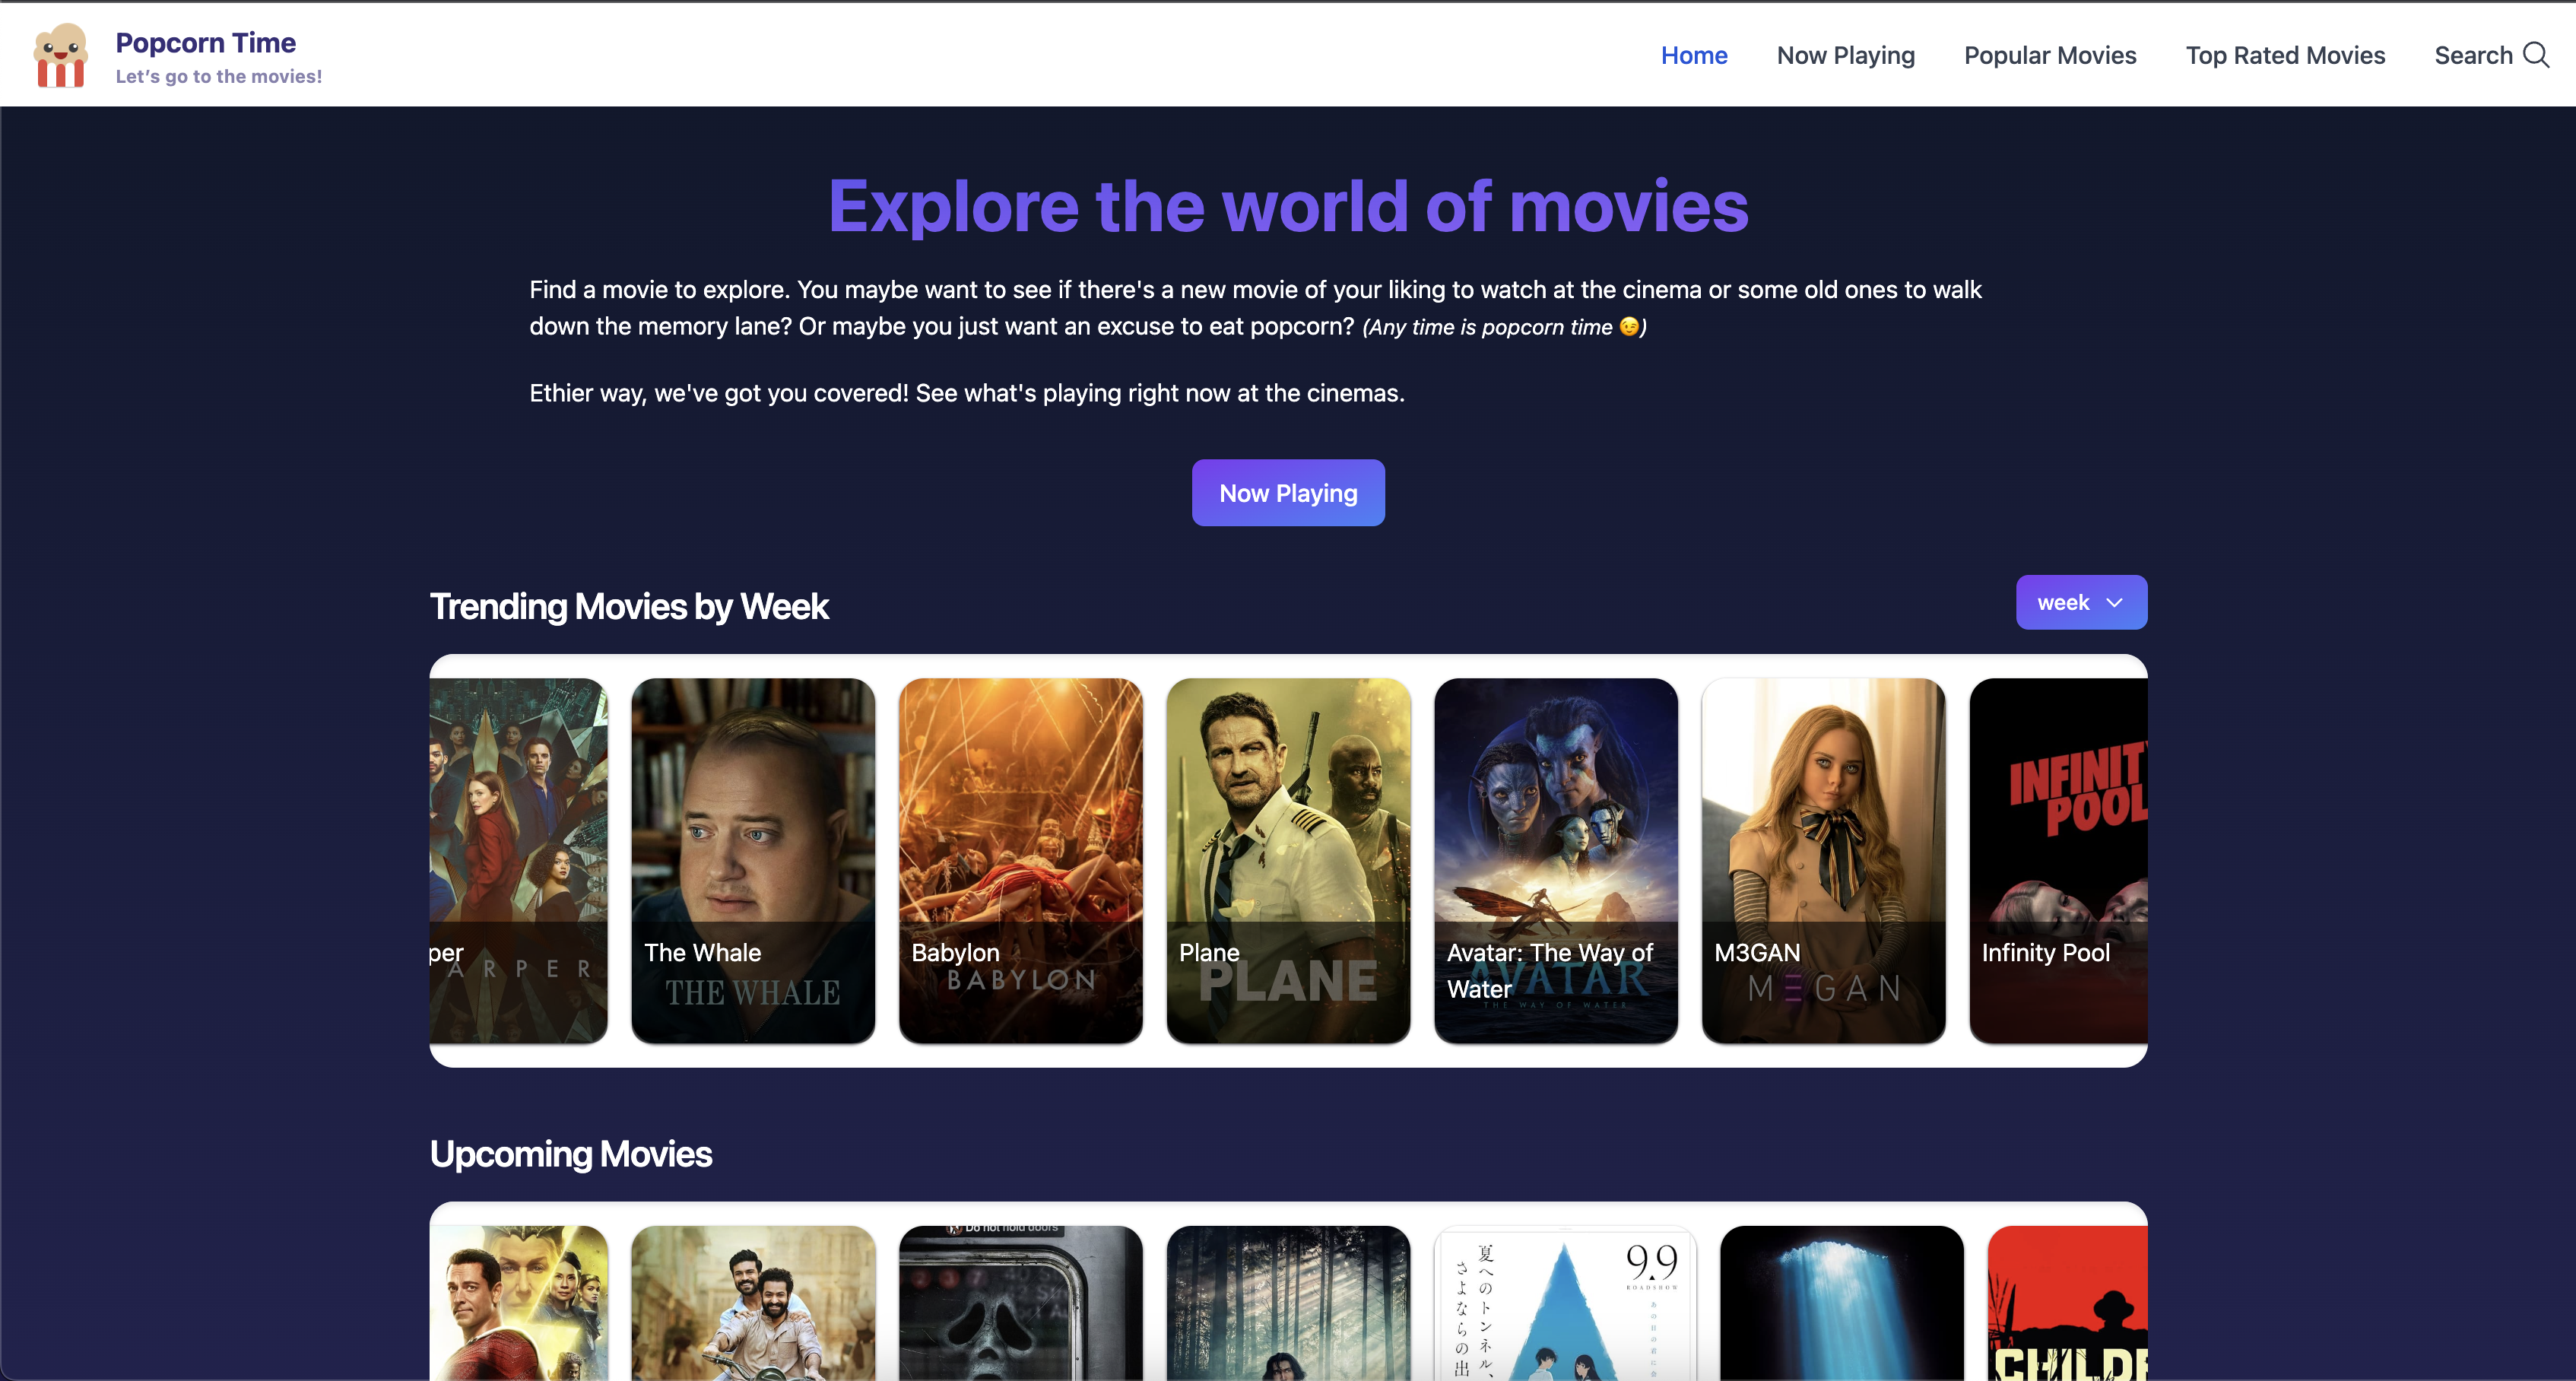 Popcorn Time
Let's go to the movies!
Home
Now Playing
Popular Movies
Top Rated Movies
Search
Explore the world of movies
Find a movie to explore. You maybe want to see if there's a new movie of your liking to watch at the cinema or some old ones to walk
down the memory lane? Or maybe you just want an excuse to eat popcorn? (Any time is popcorn time 😉)
Ethier way, we've got you covered! See what's playing right now at the cinemas.
Now Playing
Trending Movies by Week
week
per
ARPER
The Whale
THE WHALE
Babylon
BABYLON
Plane
PLANE
Avatar: The Way of
Water
AVATAR
THE WAY OF WATER
M3GAN
M3GAN
INFINIT
POOL
Infinity Pool
Upcoming Movies
Do not hold doors
夏へのトンネル、
さよならの出
9.9
ROADSHOW
CHILDR